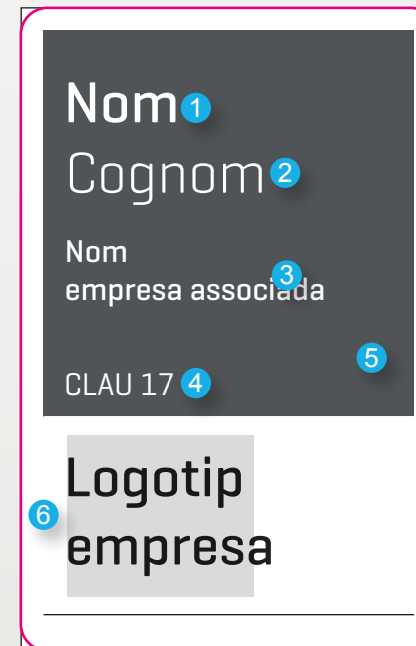 Nom 1
Cognom 2
Nom
empresa associada 3
5
CLAU 17 4
Logotip
6
empresa